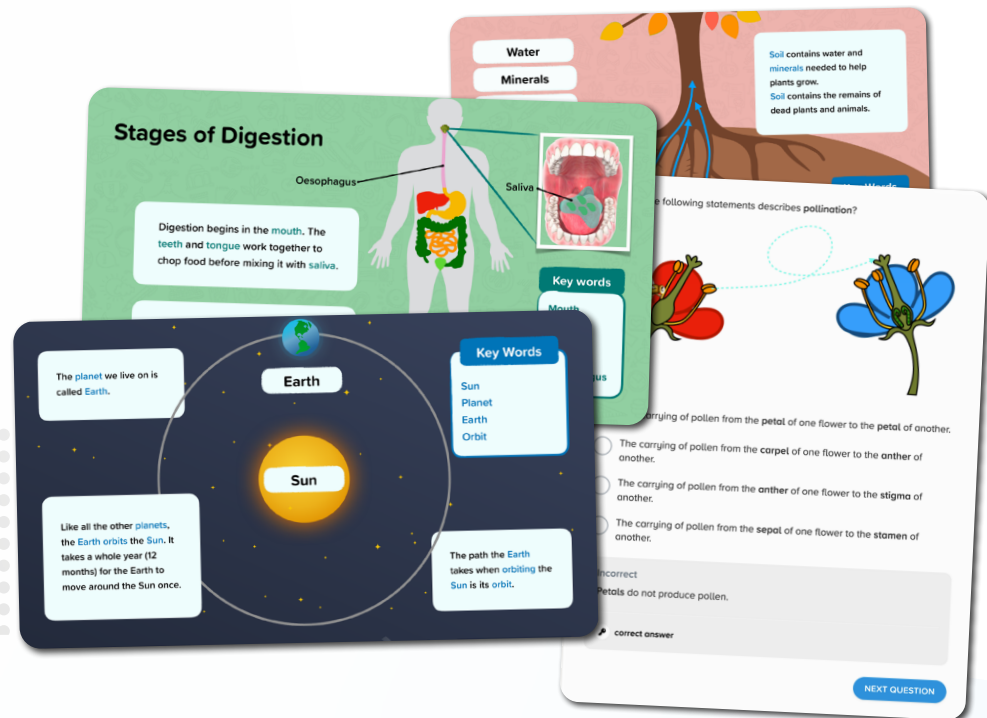 Water
Minerals
Soil contains water and
minerals needed to help
plants grow.
Soil contains the remains of
dead plants and animals.
Stages of Digestion
Oesophagus
Saliva
Digestion begins in the mouth. The
teeth and tongue work together to
chop food before mixing it with saliva.
Key words
Mouth
following statements describes pollination?
carrying of pollen from the petal of one flower to the petal of another.
The carrying of pollen from the carpel of one flower to the anther of
another.
The carrying of pollen from the anther of one flower to the stigma of
another.
The carrying of pollen from the sepal of one flower to the stamen of
another.
Incorrect
Petals do not produce pollen.
correct answer
NEXT QUESTION
The planet we live on is
called Earth.
Earth
Sun
Key Words
Sun
Planet
Earth
Orbit
Like all the other planets,
the Earth orbits the Sun. It
takes a whole year (12
months) for the Earth to
move around the Sun once.
The path the Earth
takes when orbiting the
Sun is its orbit.